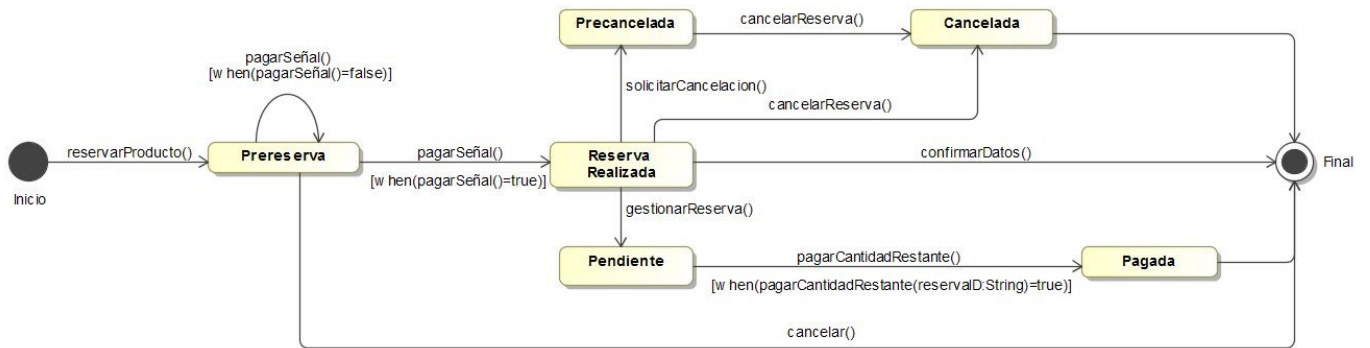 Precancelada
cancelarReserva()
Cancelada
pagarSeñal()
[w hen(pagarSeñal()=false)]
solicitarCancelacion()
cancelarReserva()
reservarProducto()
Prereserva
pagarSeñal()
Reserva
Realizada
confirmarDatos()
Final
[w hen(pagarSeñal()=true)]
Inicio
gestionarReserva()
Pendiente
pagarCantidadRestante()
Pagada
[w hen(pagarCantidadRestante(reservaID:String)=true)]
cancelar()